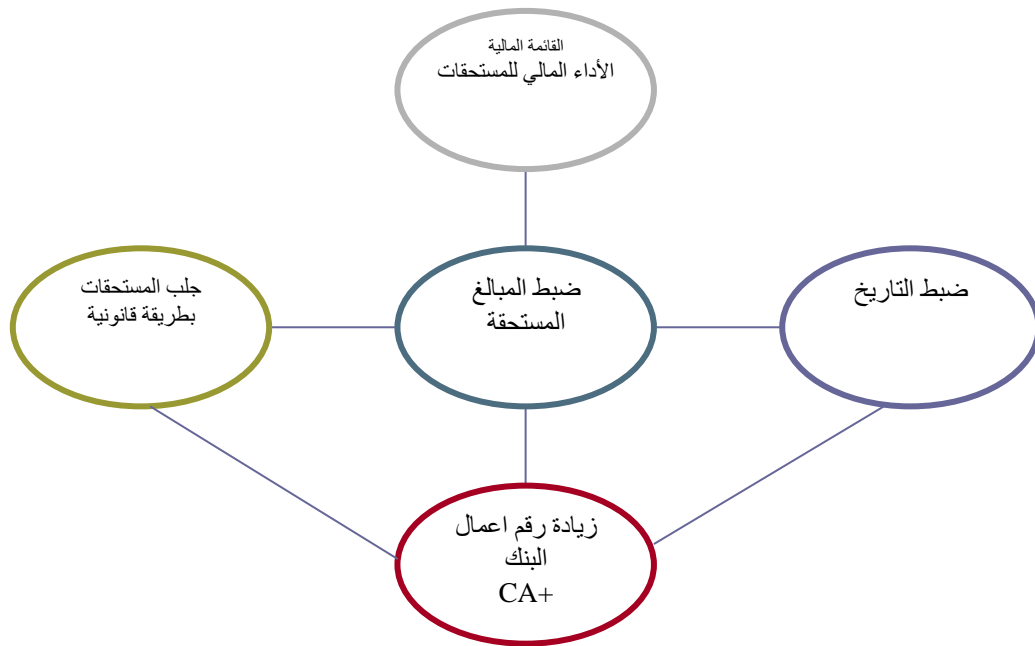 القائمة المالية
الأداء المالي للمستحقات
جلب المستحقات
بطريقة قانونية
ضبط المبالغ
المستحقة
ضبط التاريخ
زيادة رقم اعمال
البنك
CA+